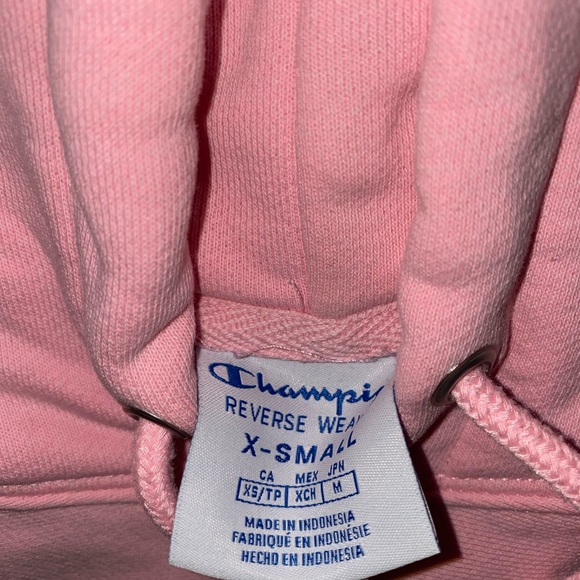 Champi
REVERSE WEA
X-SMALL
CA MEX JPN
XS/TP XCH M
MADE IN INDONESIA
FABRIQUÉ EN INDONÉSIE
HECHO EN INDONESIA